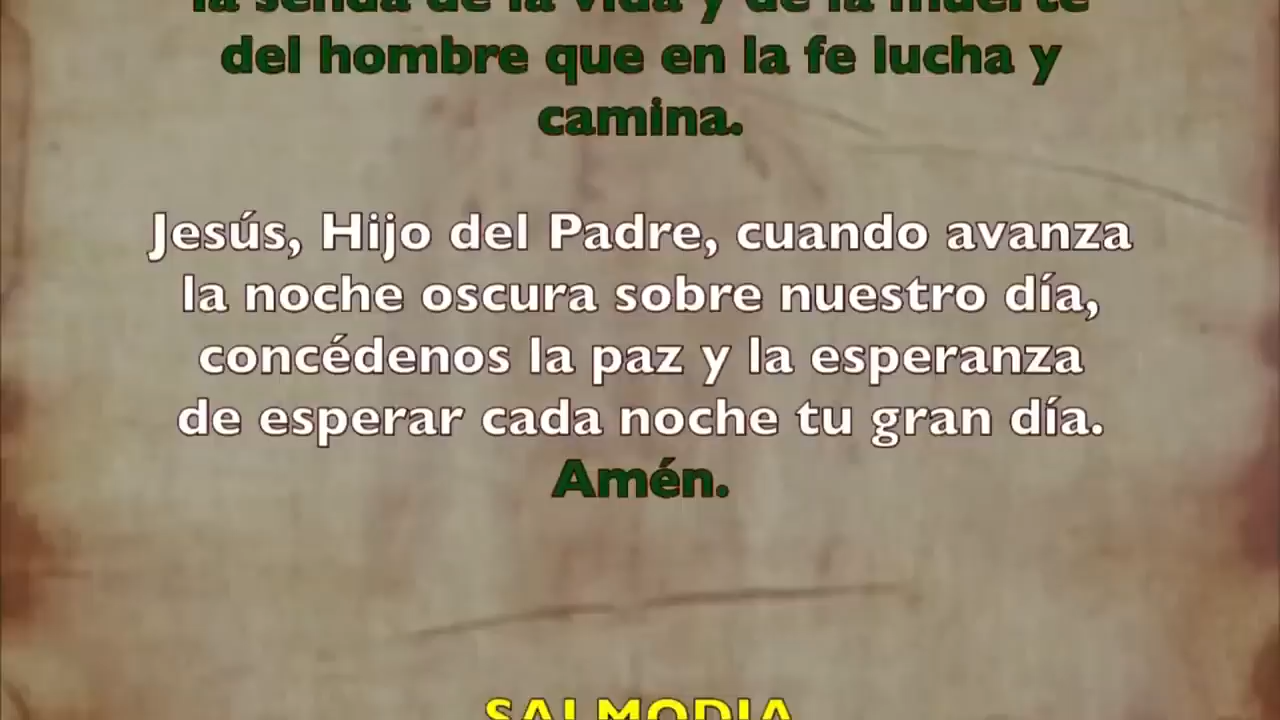 la senda de la vida y de la muerte
del hombre que en la fe lucha y
camina.
Jesús, Hijo del Padre, cuando avanza
la noche oscura sobre nuestro día,
concédenos la paz y la esperanza
de esperar cada noche tu gran día.
Amén.
SALMODIA